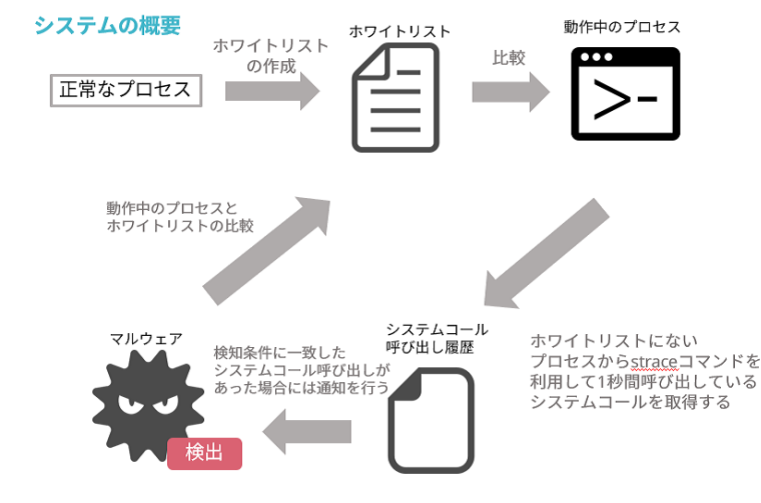 システムの概要
正常なプロセス
ホワイトリスト
の作成
ホワイトリスト
比較
動作中のプロセス
>-
動作中のプロセスと
ホワイトリストの比較
マルウェア
検出
検知条件に一致した
システムコール呼び出しが
あった場合には通知を行う
システムコール
呼び出し履歴
ホワイトリストにない
プロセスからstraceコマンドを
利用して1秒間呼び出している
システムコールを取得する